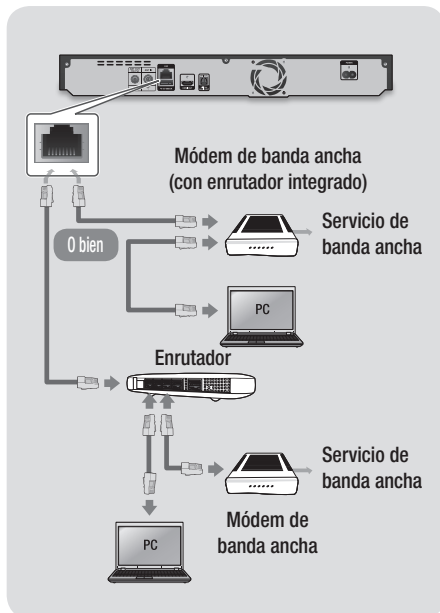 Módem de banda ancha
(con enrutador integrado)
Servicio de
banda ancha
O bien
PC
Enrutador
Servicio de
banda ancha
Módem de
banda ancha
PC